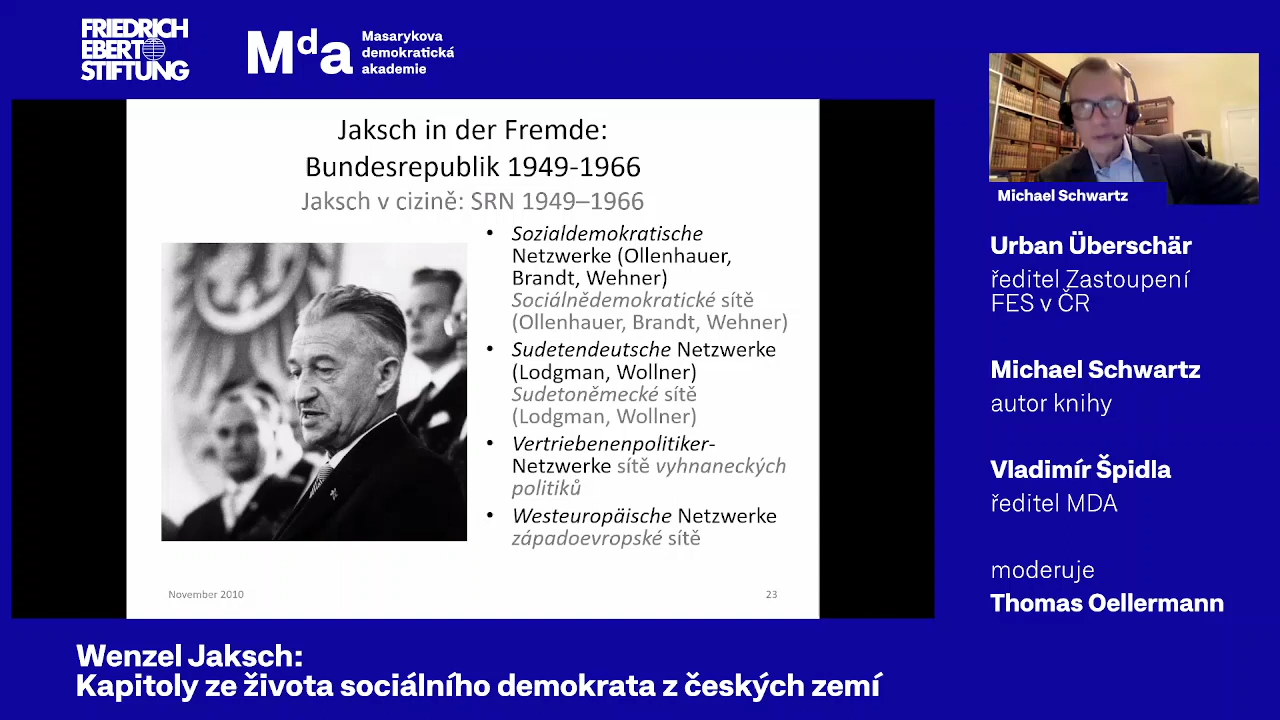 FRIEDRICH
EBERT
STIFTUNG
Mda
Masarykova
demokratická
akademie
Jaksch in der Fremde:
Bundesrepublik 1949-1966
Jaksch v cizině: SRN 1949–1966
• Sozialdemokratische
Netzwerke (Ollenhauer,
Brandt, Wehner)
Sociálnědemokratické sítě
(Ollenhauer, Brandt, Wehner)
• Sudetendeutsche Netzwerke
(Lodgman, Wollner)
Sudetoněmecké sítě
(Lodgman, Wollner)
• Vertriebenenpolitiker-
Netzwerke sítě vyhnaneckých
politiků
• Westeuropäische Netzwerke
západoevropské sítě
November 2010
23
Michael Schwartz
Urban Überschär
ředitel Zastoupení
FES v ČR
Michael Schwartz
autor knihy
Vladimír Špidla
ředitel MDA
moderuje
Thomas Oellermann
Wenzel Jaksch:
Kapitoly ze života sociálního demokrata z českých zemí